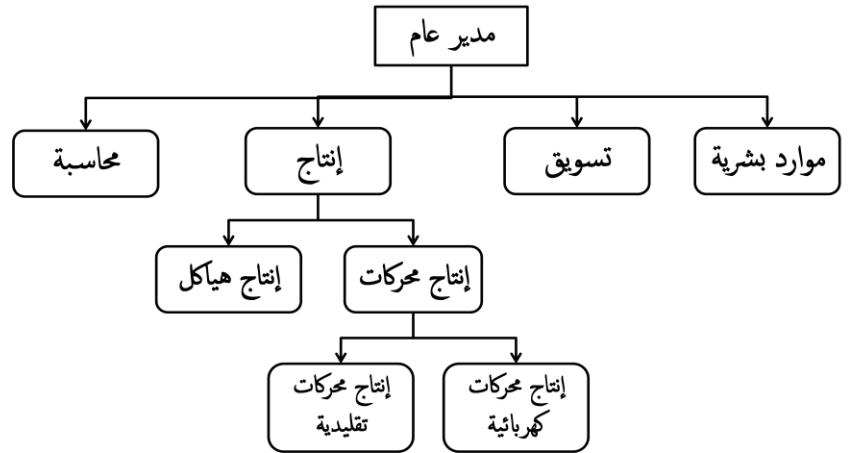 مدير عام
موارد بشرية
تسويق
إنتاج
محاسبة
إنتاج محركات
إنتاج هياكل
إنتاج محركات
كهربائية
إنتاج محركات
تقليدية